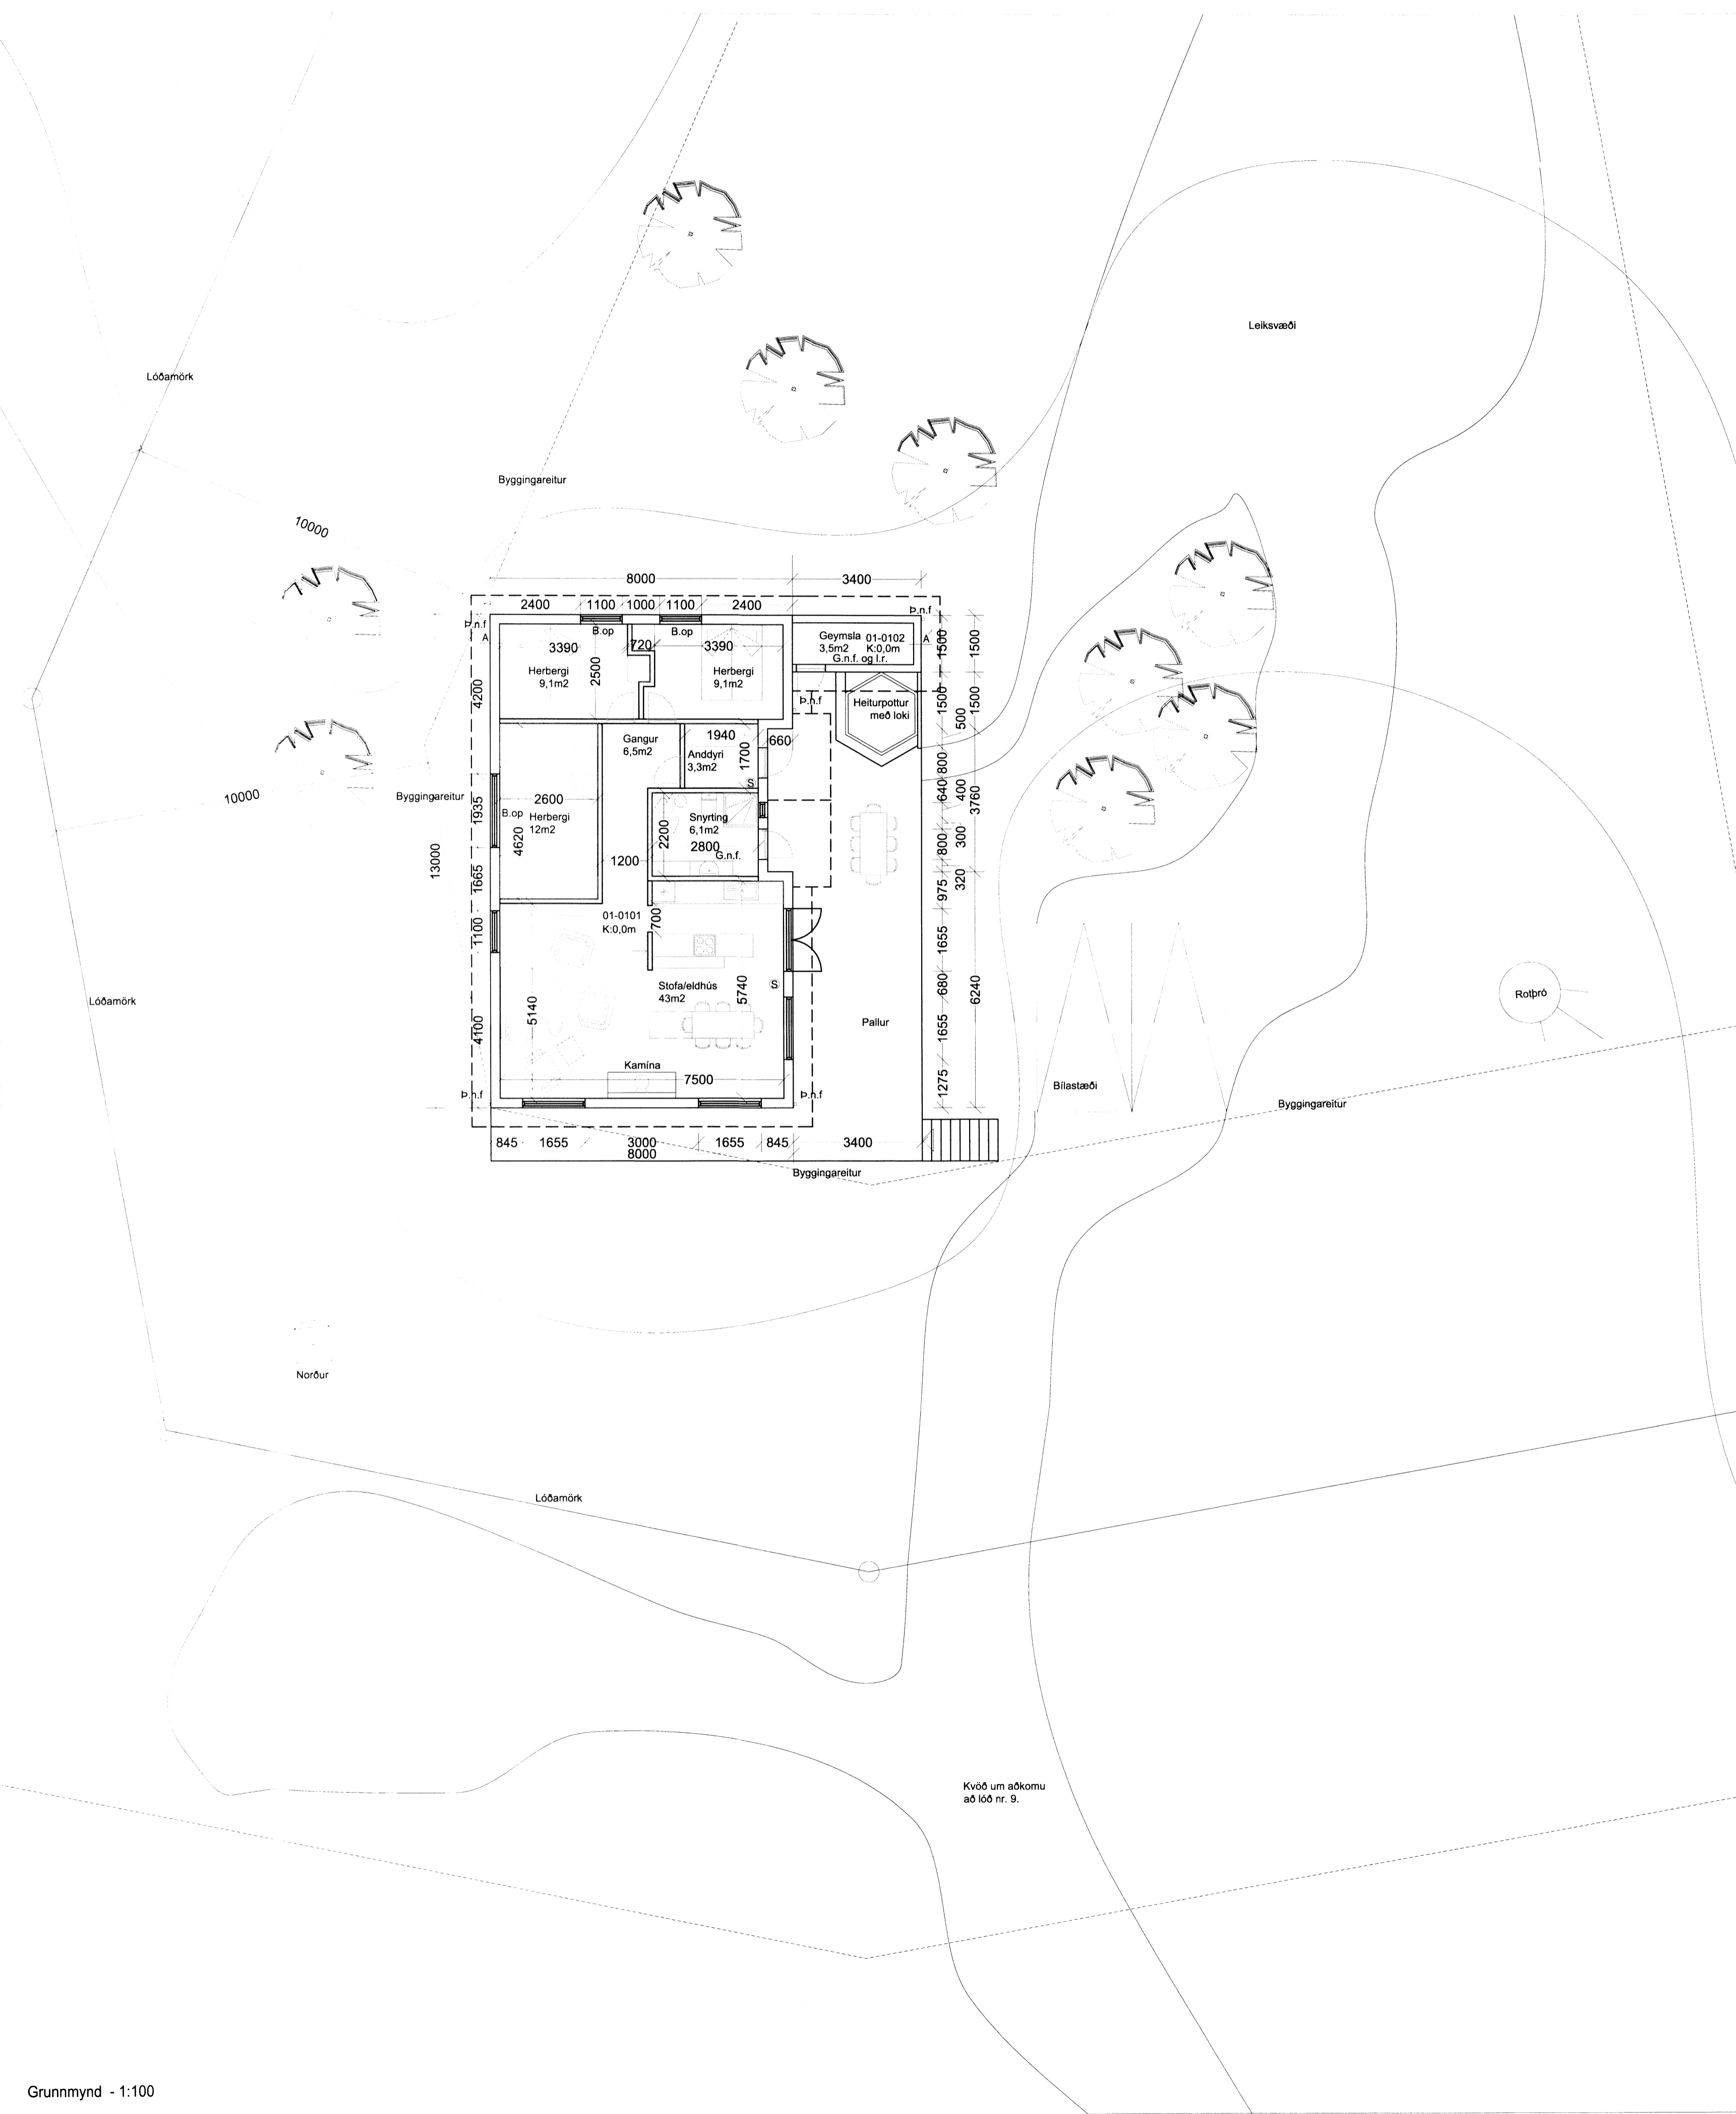 Leiksvæði
Lóðamörk
Byggingareitur
10000
8000
3400
2400
1100
1000
1100
2400
Þ.n.f
Þ.n.f
A
B.op
B.op
Geymsla 01-0102
3,5m2 K:0,0m
G.n.f. og l.r.
A
1500
1500
3390
720
3390
2500
Herbergi
9,1m2
Herbergi
9,1m2
4200
Þ.n.f
Heiturpottur
með loki
1500
1500
500
Gangur
6,5m2
1940
660
Anddyri
3,3m2
1700
S
800
640
400
3760
10000
Byggingareitur
1935
2600
B.op
Herbergi
12m2
4620
Snyrting
6,1m2
2200
2800
G.n.f.
1200
800
300
13000
1665
975
320
01-0101
K:0,0m
700
1100
1655
Stofa/eldhús
43m2
5740
S
680
6240
Lóðamörk
Rotþró
5140
4100
Pallur
1655
Kamína
7500
1275
Bílastæði
Þ.n.f
Þ.n.f
Byggingareitur
845
1655
3000
1655
845
3400
8000
Byggingareitur
Norður
Lóðamörk
Kvöð um aðkomu
að lóð nr. 9.
Grunnmynd - 1:100